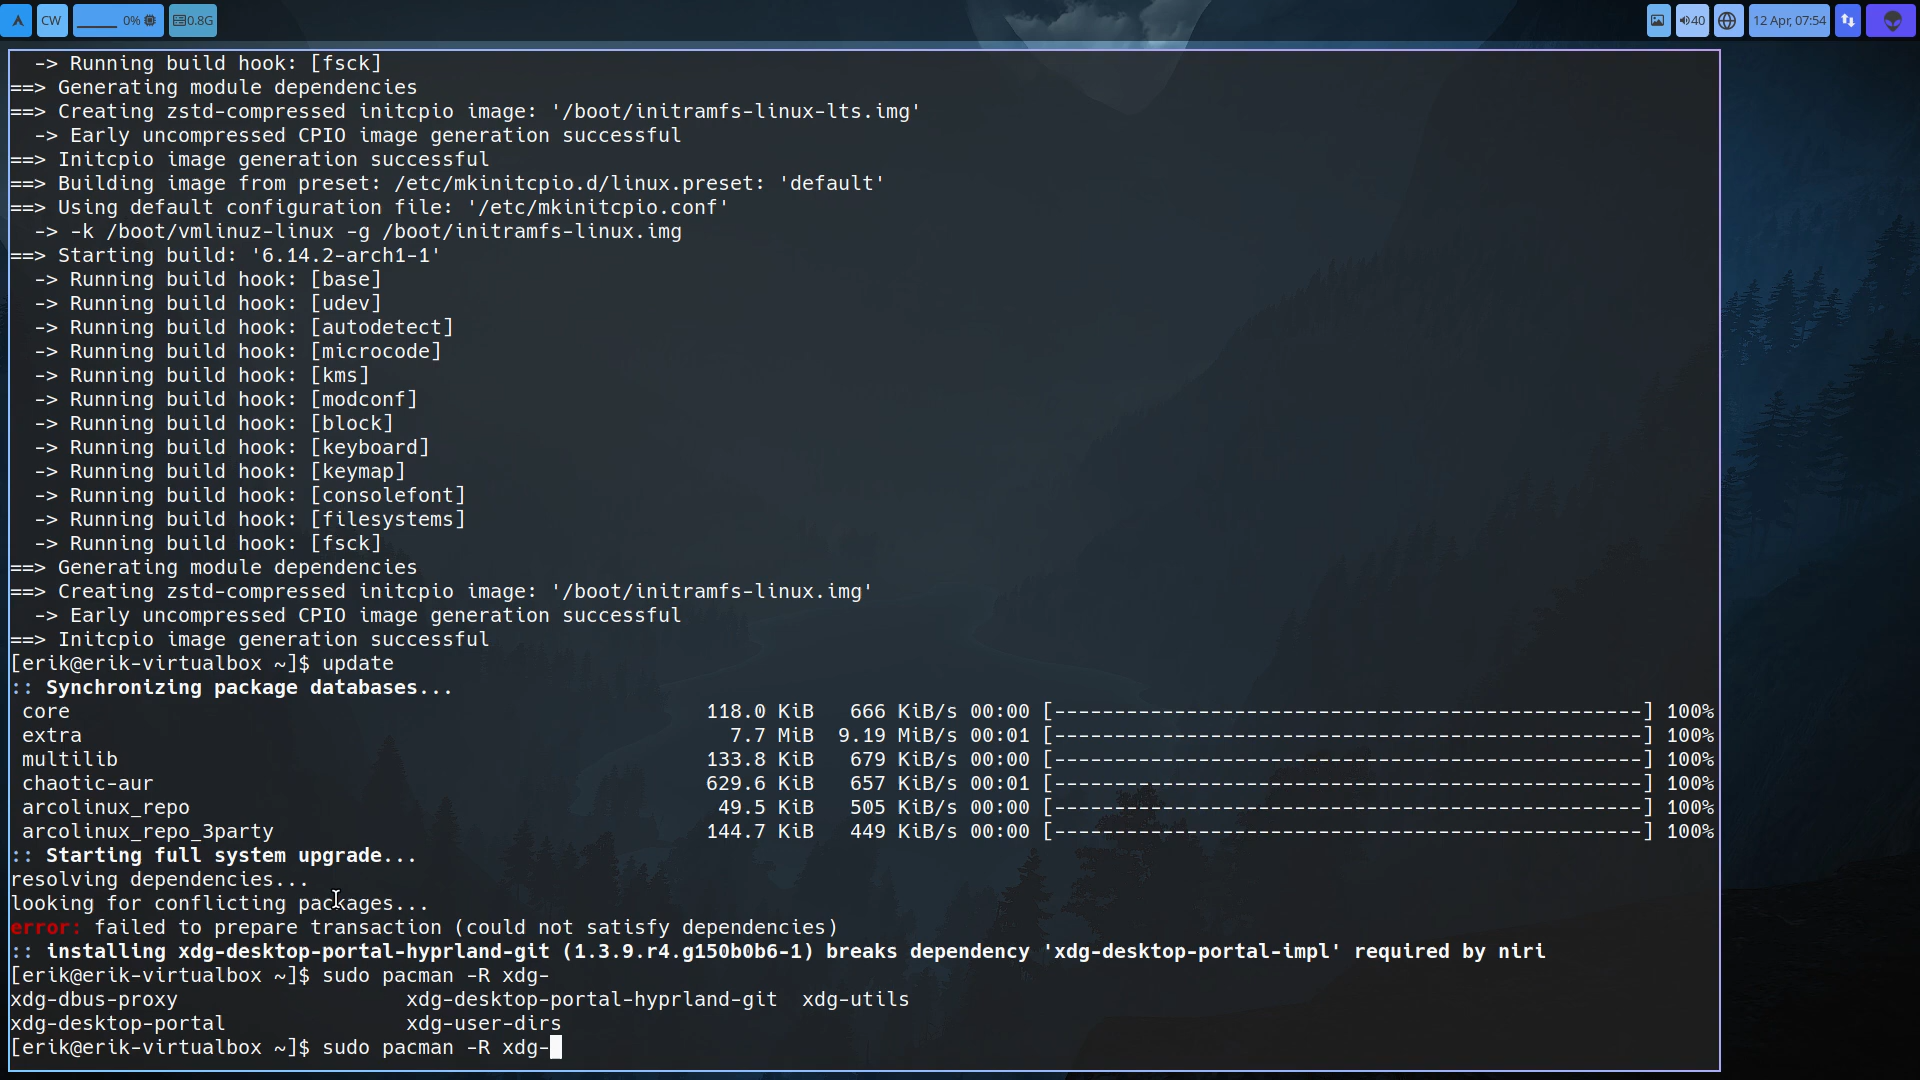 CW
0%
0.8G
40
12 Apr, 07:54
  -> Running build hook: [fsck]
==> Generating module dependencies
==> Creating zstd-compressed initcpio image: '/boot/initramfs-linux-lts.img'
  -> Early uncompressed CPIO image generation successful
==> Initcpio image generation successful
==> Building image from preset: /etc/mkinitcpio.d/linux.preset: 'default'
==> Using default configuration file: '/etc/mkinitcpio.conf'
  -> -k /boot/vmlinuz-linux -g /boot/initramfs-linux.img
==> Starting build: '6.14.2-arch1-1'
  -> Running build hook: [base]
  -> Running build hook: [udev]
  -> Running build hook: [autodetect]
  -> Running build hook: [microcode]
  -> Running build hook: [kms]
  -> Running build hook: [modconf]
  -> Running build hook: [block]
  -> Running build hook: [keyboard]
  -> Running build hook: [keymap]
  -> Running build hook: [consolefont]
  -> Running build hook: [filesystems]
  -> Running build hook: [fsck]
==> Generating module dependencies
==> Creating zstd-compressed initcpio image: '/boot/initramfs-linux.img'
  -> Early uncompressed CPIO image generation successful
==> Initcpio image generation successful
[erik@erik-virtualbox ~]$ update
:: Synchronizing package databases...
 core 118.0 KiB 666 KiB/s 00:00 [-------------------------------------------------] 100%
 extra 7.7 MiB 9.19 MiB/s 00:01 [-------------------------------------------------] 100%
 multilib 133.8 KiB 679 KiB/s 00:00 [-------------------------------------------------] 100%
 chaotic-aur 629.6 KiB 657 KiB/s 00:01 [-------------------------------------------------] 100%
 arcolinux_repo 49.5 KiB 505 KiB/s 00:00 [-------------------------------------------------] 100%
 arcolinux_repo_3party 144.7 KiB 449 KiB/s 00:00 [-------------------------------------------------] 100%
:: Starting full system upgrade...
resolving dependencies...
looking for conflicting packages...
error: failed to prepare transaction (could not satisfy dependencies)
:: installing xdg-desktop-portal-hyprland-git (1.3.9.r4.g150b0b6-1) breaks dependency 'xdg-desktop-portal-impl' required by niri
[erik@erik-virtualbox ~]$ sudo pacman -R xdg-
xdg-dbus-proxy xdg-desktop-portal-hyprland-git xdg-utils
xdg-desktop-portal xdg-user-dirs
[erik@erik-virtualbox ~]$ sudo pacman -R xdg-